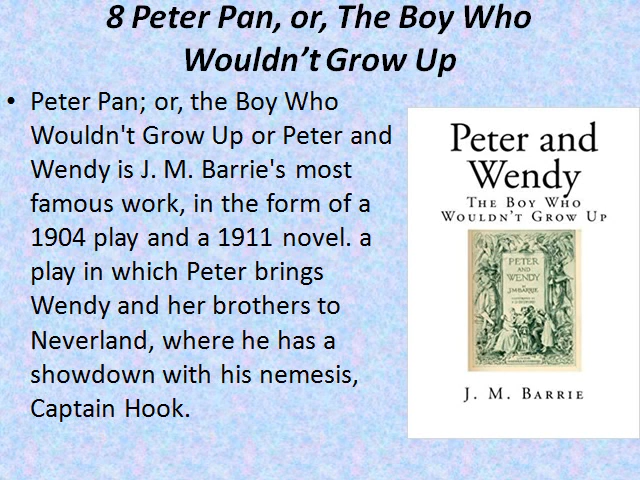 8 Peter Pan, or, The Boy Who
Wouldn’t Grow Up
• Peter Pan; or, the Boy Who
Wouldn't Grow Up or Peter and
Wendy is J. M. Barrie's most
famous work, in the form of a
1904 play and a 1911 novel. a
play in which Peter brings
Wendy and her brothers to
Neverland, where he has a
showdown with his nemesis,
Captain Hook.
Peter and
Wendy
The Boy Who
Wouldn’t Grow Up
PETER
AND
WENDY
BY
J·M·BARRIE
J. M. Barrie